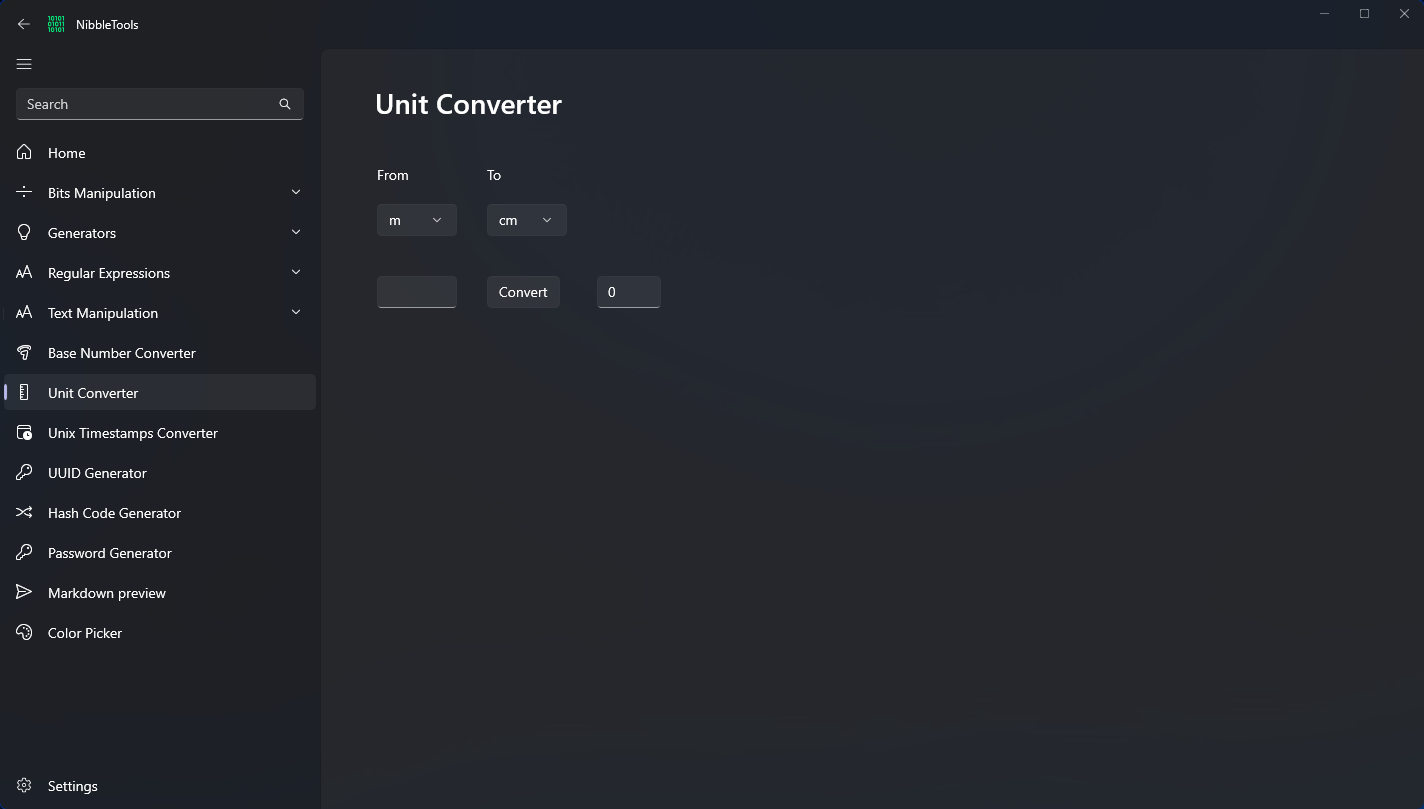 NibbleTools
Search
Home
Bits Manipulation
Generators
Regular Expressions
Text Manipulation
Base Number Converter
Unit Converter
Unix Timestamps Converter
UUID Generator
Hash Code Generator
Password Generator
Markdown preview
Color Picker
Settings
Unit Converter
From To
m cm
Convert 0